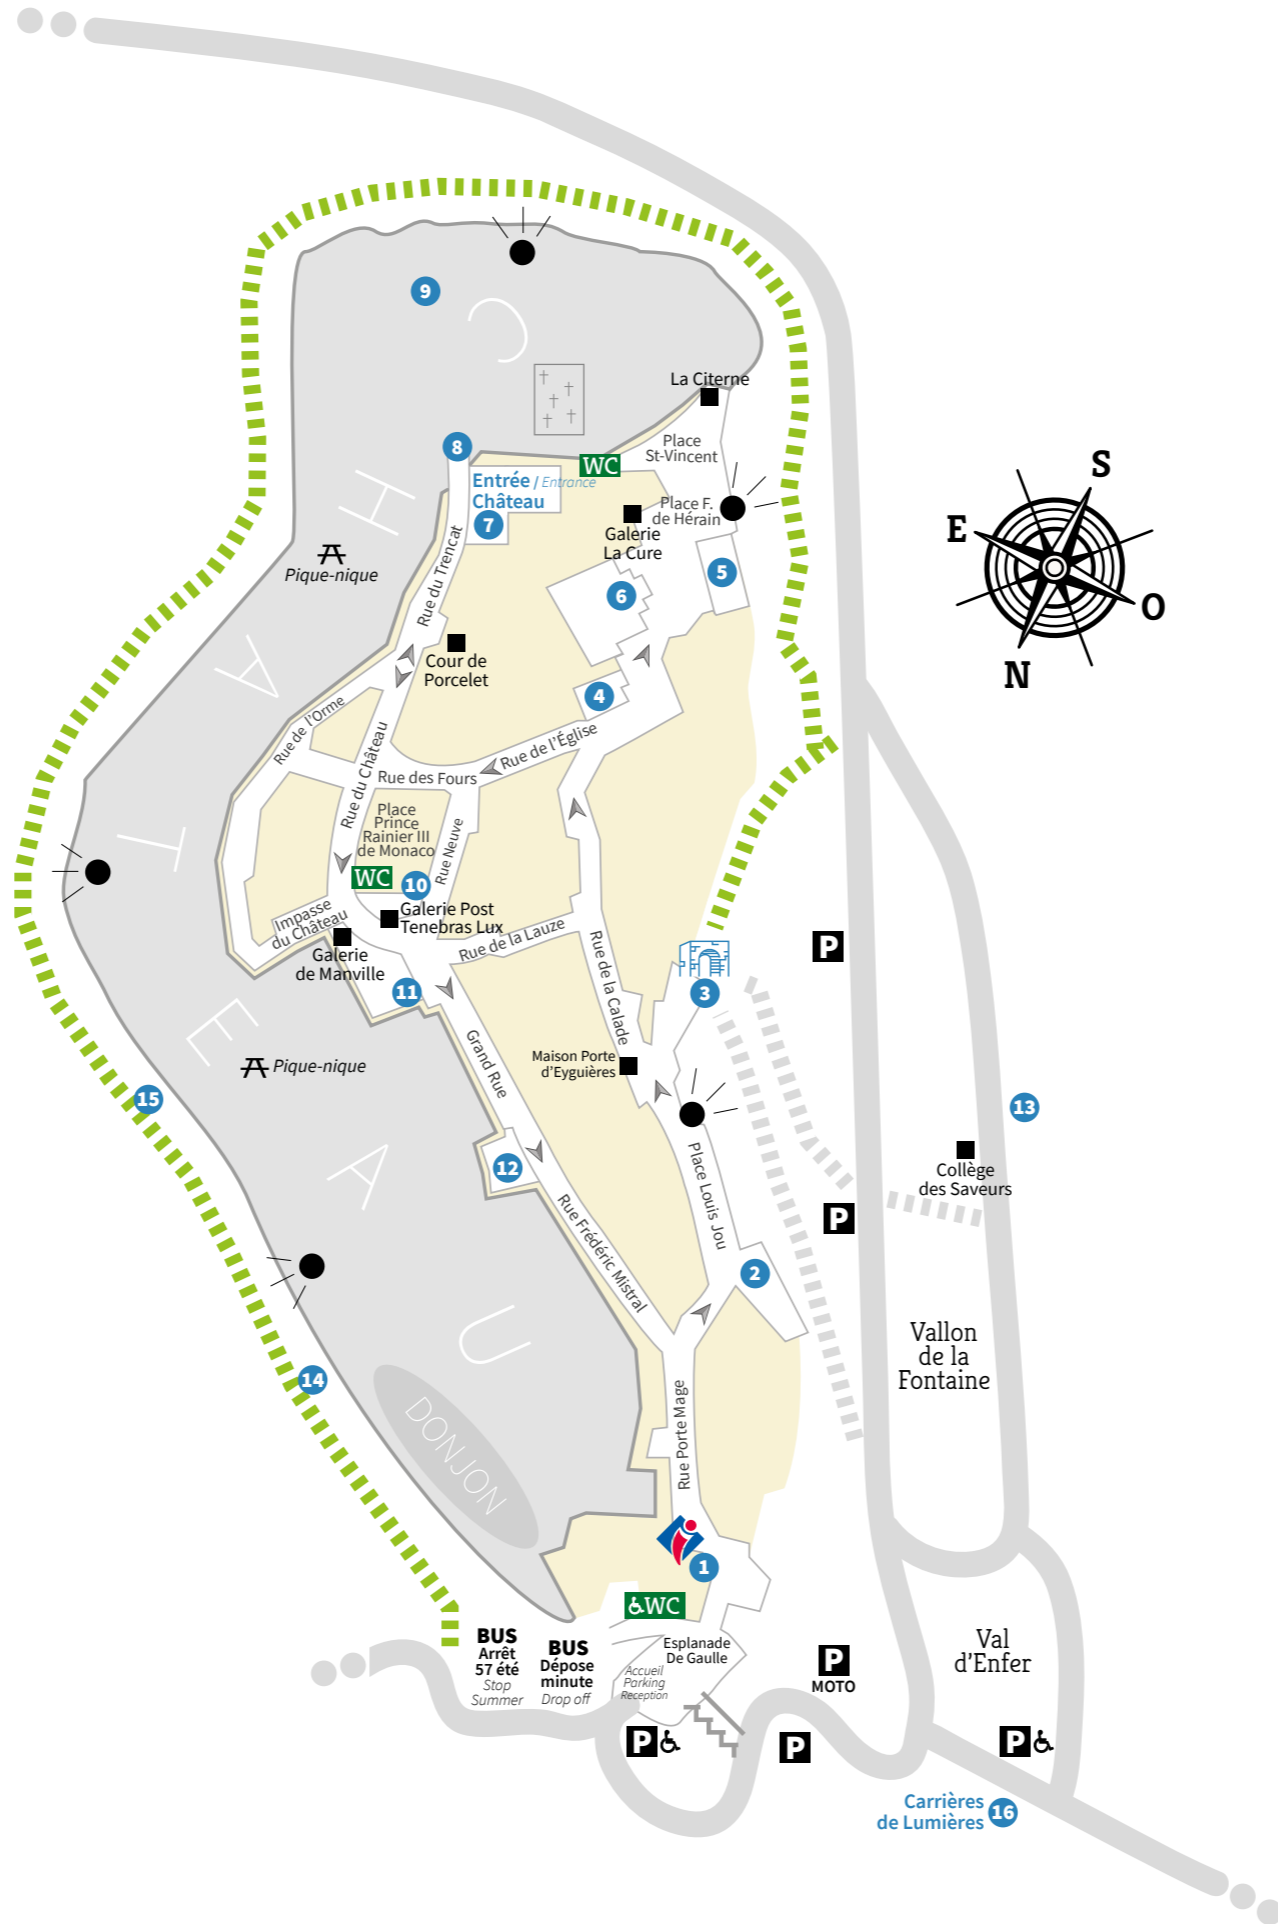 9
C
La Citerne
Place
St-Vincent
8
WC
Entrée / Entrance
Château
7
Place F.
de Hérain
Galerie
La Cure
H
Pique-nique
Rue du Trencat
5
6
S
E
O
N
A
Cour de
Porcelet
4
Rue de l'Orme
Rue du Château
Rue de l'Église
Rue des Fours
T
Place
Prince
Rainier III
de Monaco
Rue Neuve
WC
10
Impasse
du Château
Galerie Post
Tenebras Lux
Galerie
de Manville
Rue de la Lauze
Rue de la Calade
P
11
3
E
Pique-nique
Grand Rue
Maison Porte
d'Eyguières
15
13
Collège
des Saveurs
12
A
Place Louis Jou
P
Rue Frédéric Mistral
2
U
Vallon
de la
Fontaine
14
DONJON
Rue Porte Mage
1
WC
BUS
Arrêt
57 été
Stop
Summer
BUS
Dépose
minute
Drop off
Esplanade
De Gaulle
Accueil
Parking
Reception
P
MOTO
Val
d'Enfer
P
P
P
Carrières
de Lumières
16